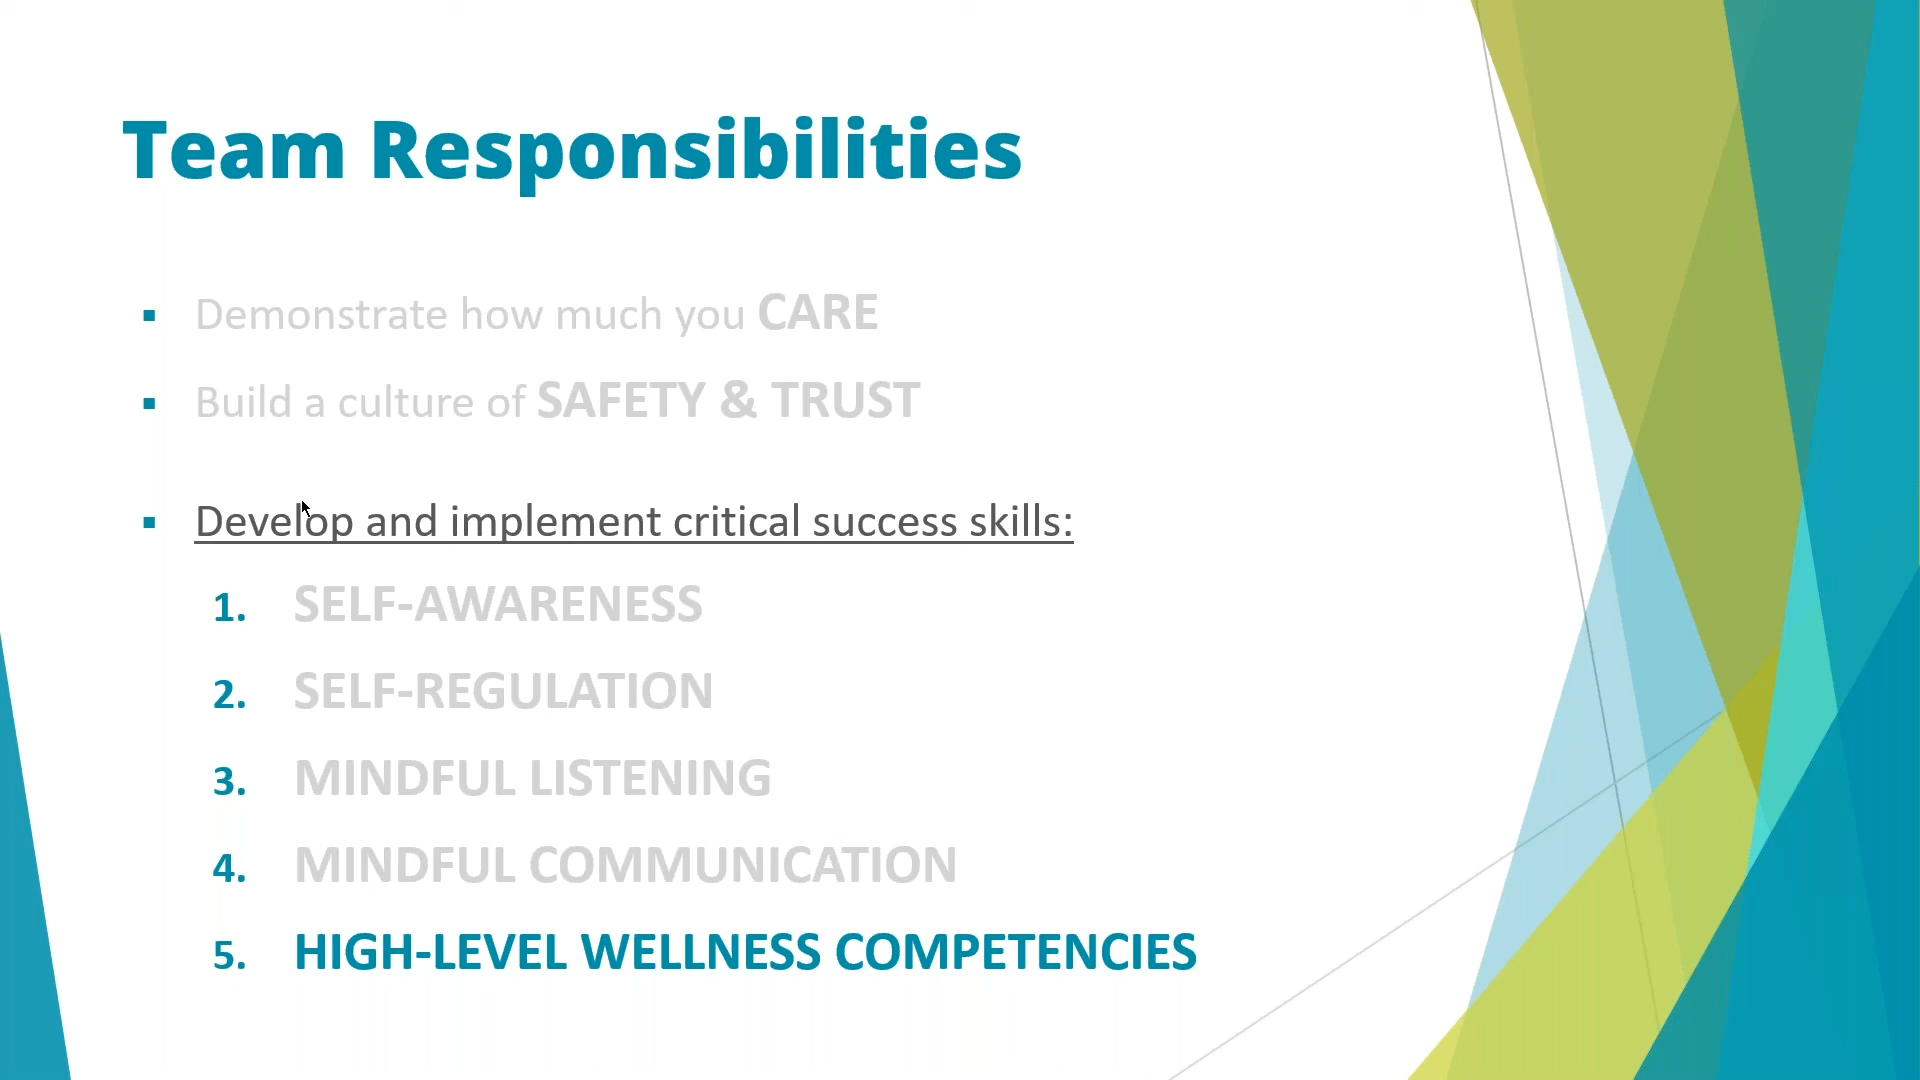 Team Responsibilities
▪ Demonstrate how much you CARE
▪ Build a culture of SAFETY & TRUST
▪ Develop and implement critical success skills:
1. SELF-AWARENESS
2. SELF-REGULATION
3. MINDFUL LISTENING
4. MINDFUL COMMUNICATION
5. HIGH-LEVEL WELLNESS COMPETENCIES